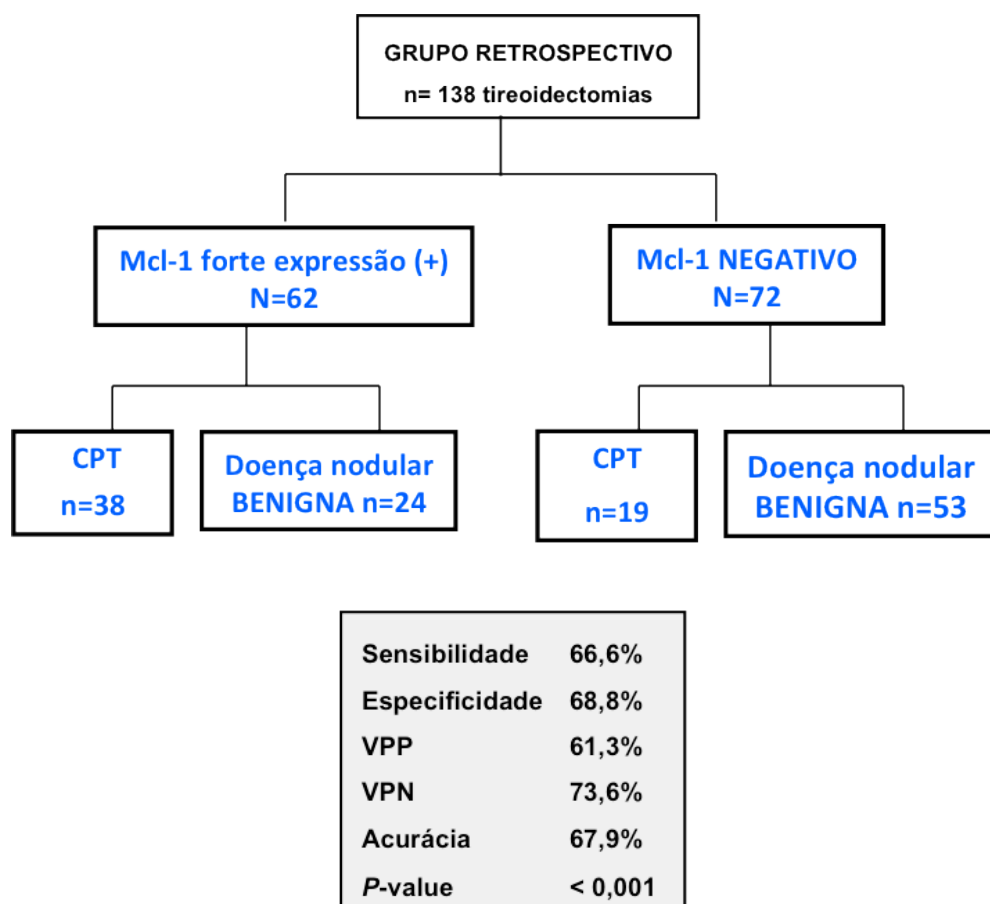 GRUPO RETROSPECTIVO
n= 138 tireoidectomias
Mcl-1 forte expressão (+)
N=62
Mcl-1 NEGATIVO
N=72
CPT
n=38
Doença nodular
BENIGNA n=24
CPT
n=19
Doença nodular
BENIGNA n=53
Sensibilidade 66,6%
Especificidade 68,8%
VPP 61,3%
VPN 73,6%
Acurácia 67,9%
P-value < 0,001